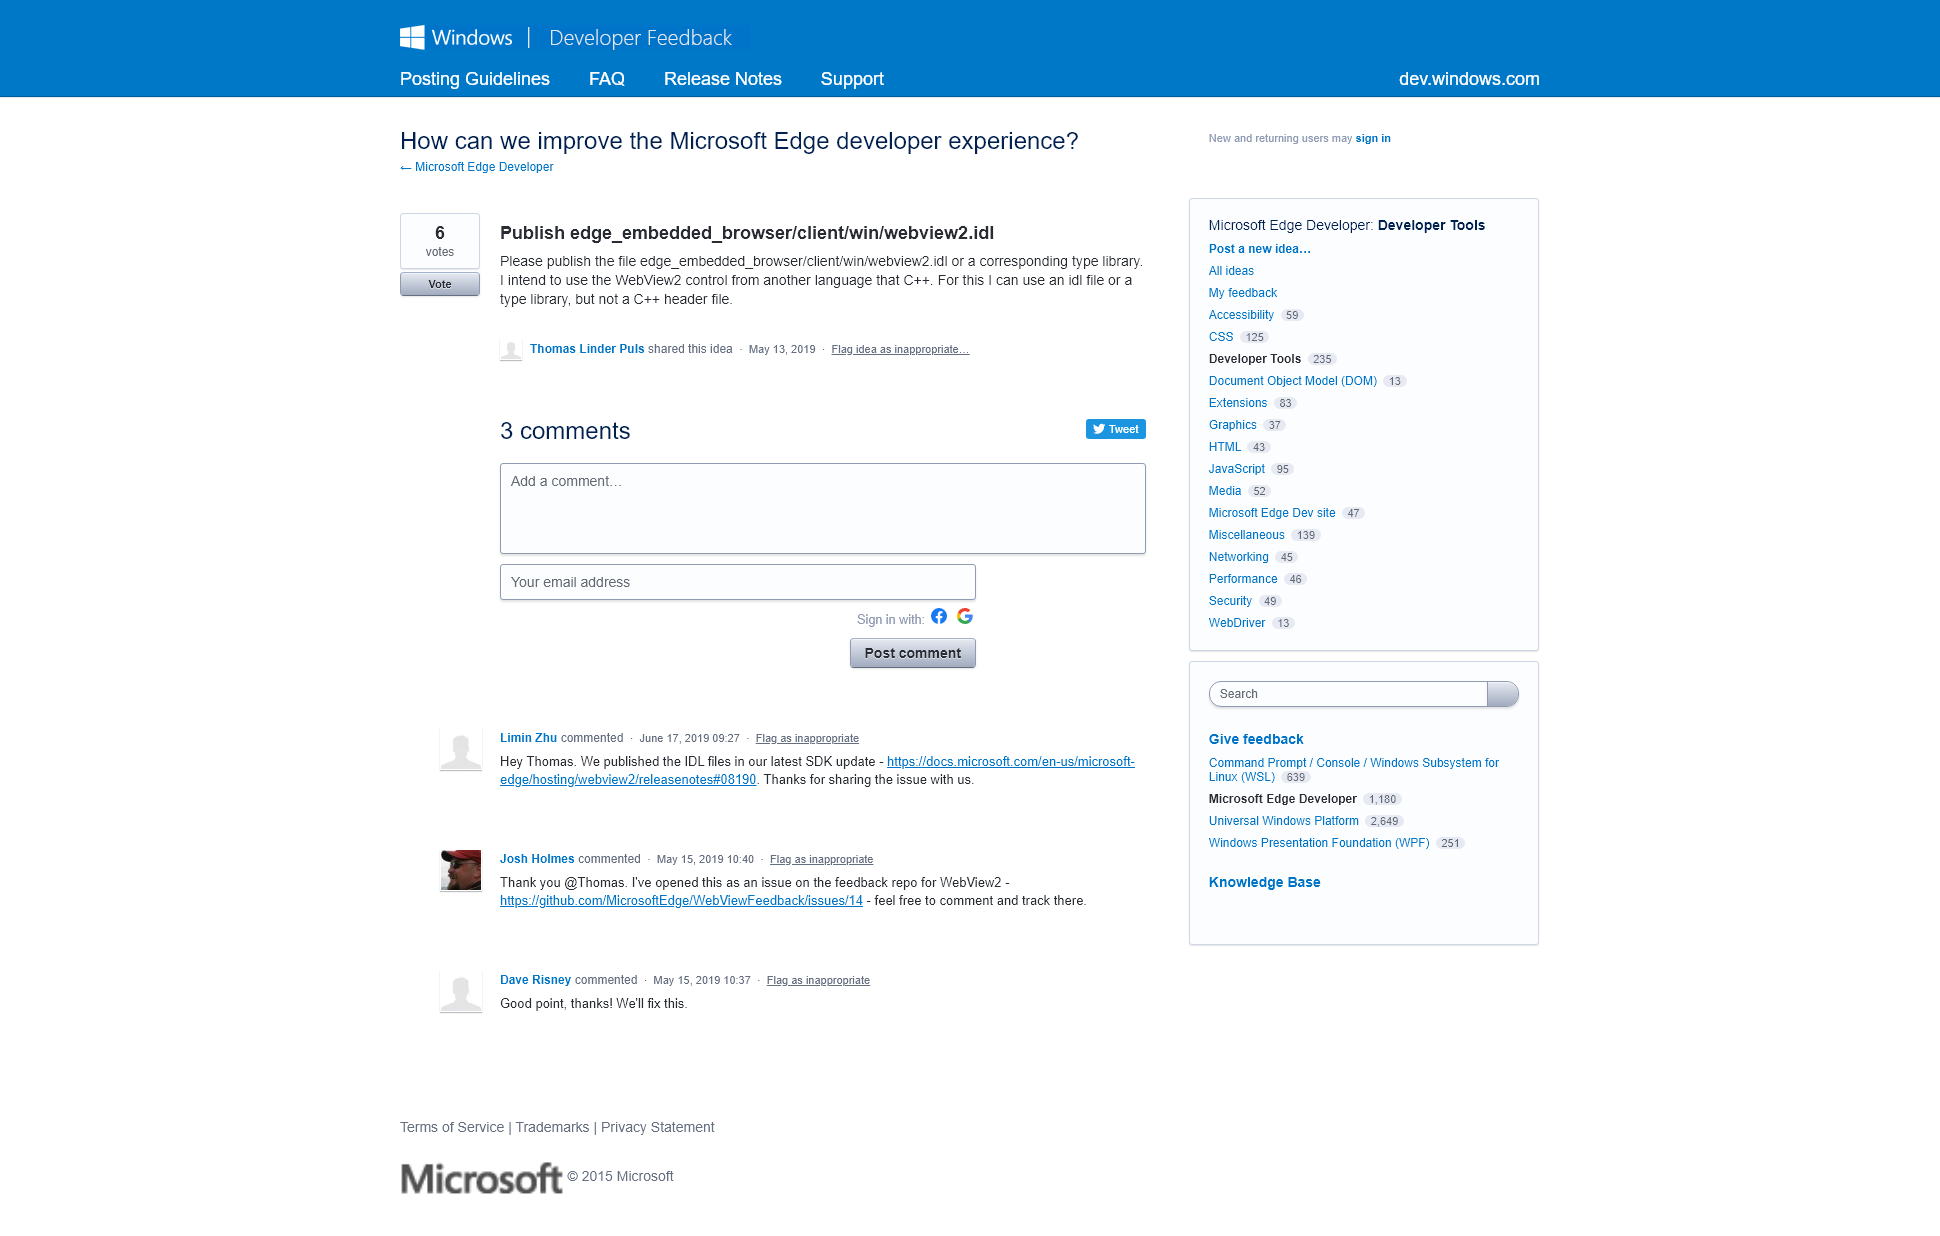 Windows | Developer Feedback
Posting Guidelines FAQ Release Notes Support dev.windows.com
How can we improve the Microsoft Edge developer experience?
← Microsoft Edge Developer
New and returning users may sign in
6
votes
Vote
Publish edge_embedded_browser/client/win/webview2.idl
Please publish the file edge_embedded_browser/client/win/webview2.idl or a corresponding type library.
I intend to use the WebView2 control from another language that C++. For this I can use an idl file or a
type library, but not a C++ header file.
Thomas Linder Puls shared this idea · May 13, 2019 · Flag idea as inappropriate…
3 comments
Tweet
Add a comment…
Your email address
Sign in with:
Post comment
Limin Zhu commented · June 17, 2019 09:27 · Flag as inappropriate
Hey Thomas. We published the IDL files in our latest SDK update - https://docs.microsoft.com/en-us/microsoft-
edge/hosting/webview2/releasenotes#08190. Thanks for sharing the issue with us.
Josh Holmes commented · May 15, 2019 10:40 · Flag as inappropriate
Thank you @Thomas. I've opened this as an issue on the feedback repo for WebView2 -
https://github.com/MicrosoftEdge/WebViewFeedback/issues/14 - feel free to comment and track there.
Dave Risney commented · May 15, 2019 10:37 · Flag as inappropriate
Good point, thanks! We'll fix this.
Microsoft Edge Developer: Developer Tools
Post a new idea…
All ideas
My feedback
Accessibility 59
CSS 125
Developer Tools 235
Document Object Model (DOM) 13
Extensions 83
Graphics 37
HTML 43
JavaScript 95
Media 52
Microsoft Edge Dev site 47
Miscellaneous 139
Networking 45
Performance 46
Security 49
WebDriver 13
Search
Give feedback
Command Prompt / Console / Windows Subsystem for
Linux (WSL) 639
Microsoft Edge Developer 1,180
Universal Windows Platform 2,649
Windows Presentation Foundation (WPF) 251
Knowledge Base
Terms of Service | Trademarks | Privacy Statement
Microsoft © 2015 Microsoft